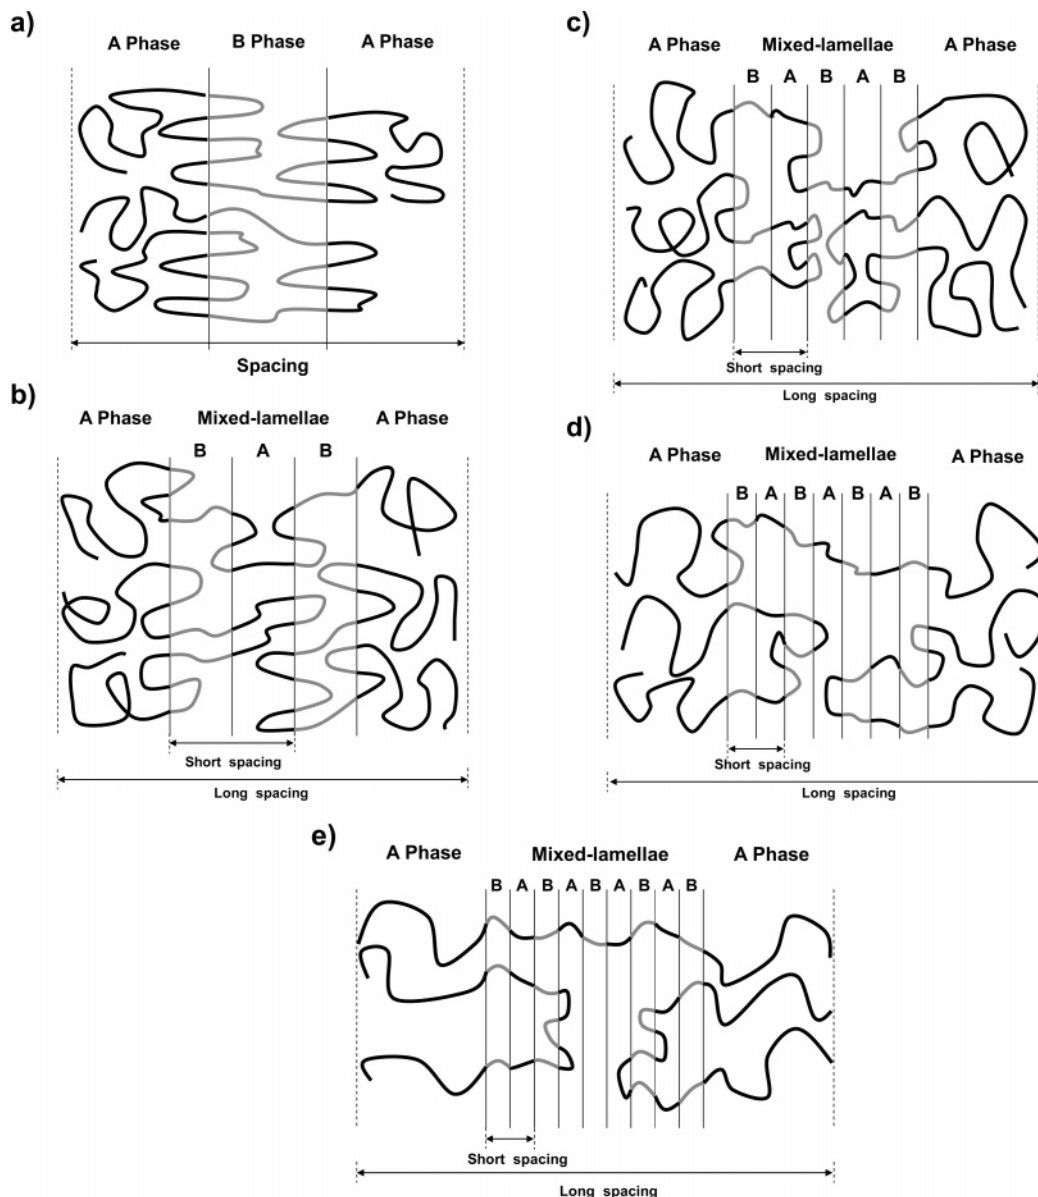 a)
A Phase B Phase A Phase
Spacing
b)
A Phase Mixed-lamellae A Phase
B A B
Short spacing
Long spacing
c)
A Phase Mixed-lamellae A Phase
B A B A B
Short spacing
Long spacing
d)
A Phase Mixed-lamellae A Phase
B A B A B A B
Short spacing
Long spacing
e)
A Phase Mixed-lamellae A Phase
B A B A B A B A B
Short spacing
Long spacing